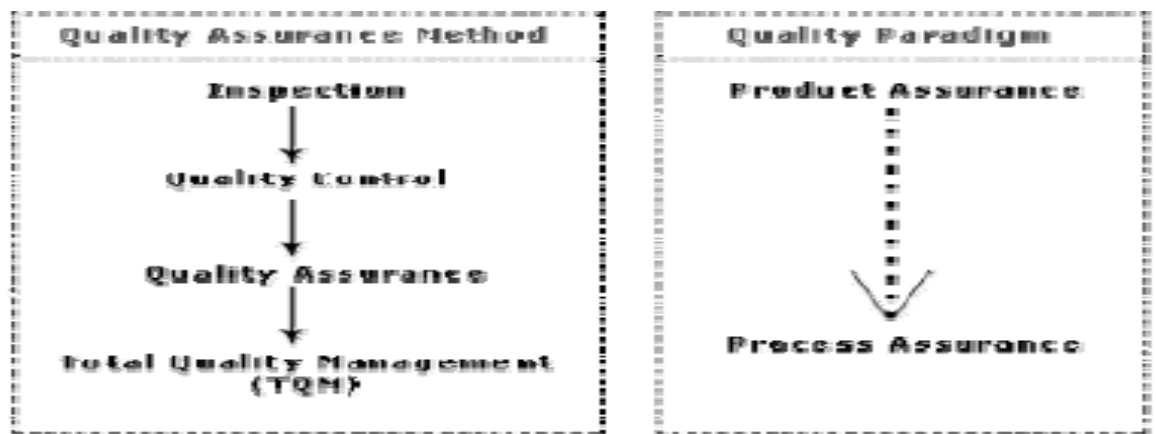 Quality Assurance Method
Inspection
Quality Control
Quality Assurance
Total Quality Management
(TQM)
Quality Paradigm
Product Assurance
Process Assurance